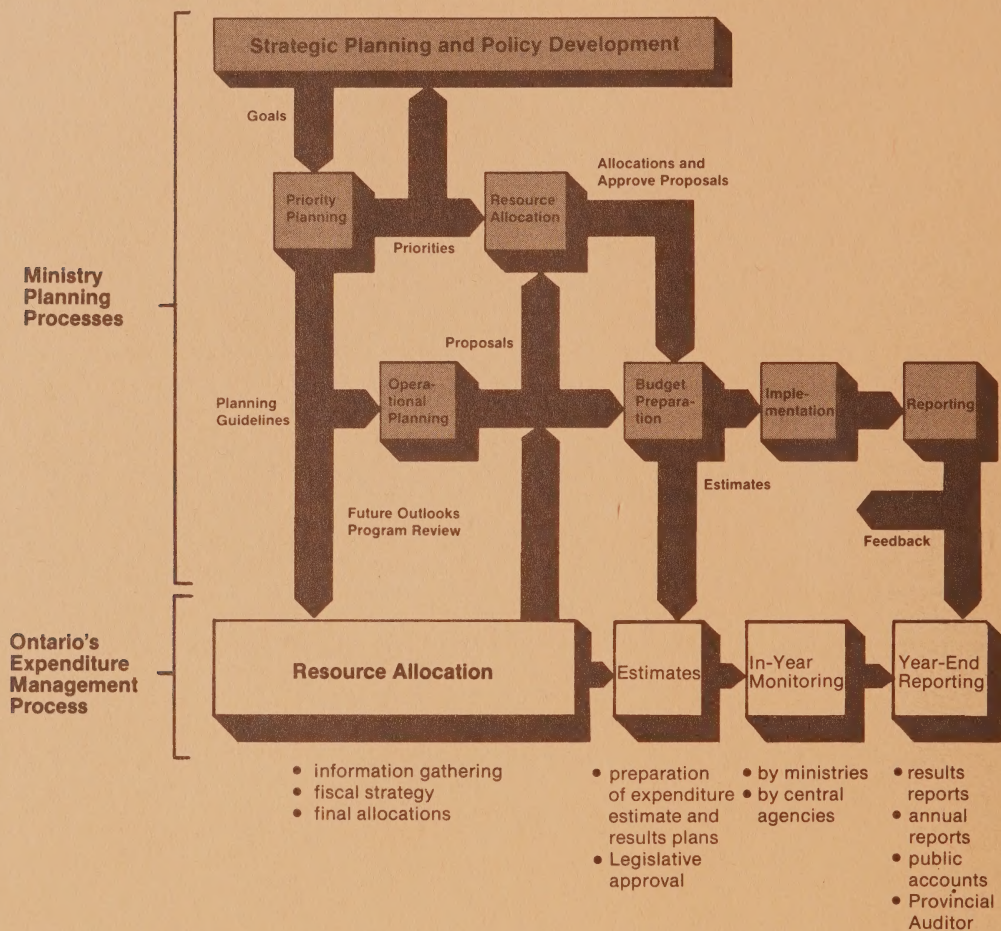 Strategic Planning and Policy Development
Goals
Priority
Planning
Priorities
Resource
Allocation
Allocations and
Approve Proposals
Ministry
Planning
Processes
Proposals
Planning
Guidelines
Opera-
tional
Planning
Budget
Prepara-
tion
Imple-
mentation
Reporting
Estimates
Future Outlooks
Program Review
Feedback
Ontario's
Expenditure
Management
Process
Resource Allocation
Estimates
In-Year
Monitoring
Year-End
Reporting
• information gathering
• fiscal strategy
• final allocations
• preparation
of expenditure
estimate and
results plans
• Legislative
approval
• by ministries
• by central
agencies
• results
reports
• annual
reports
• public
accounts
• Provincial
Auditor